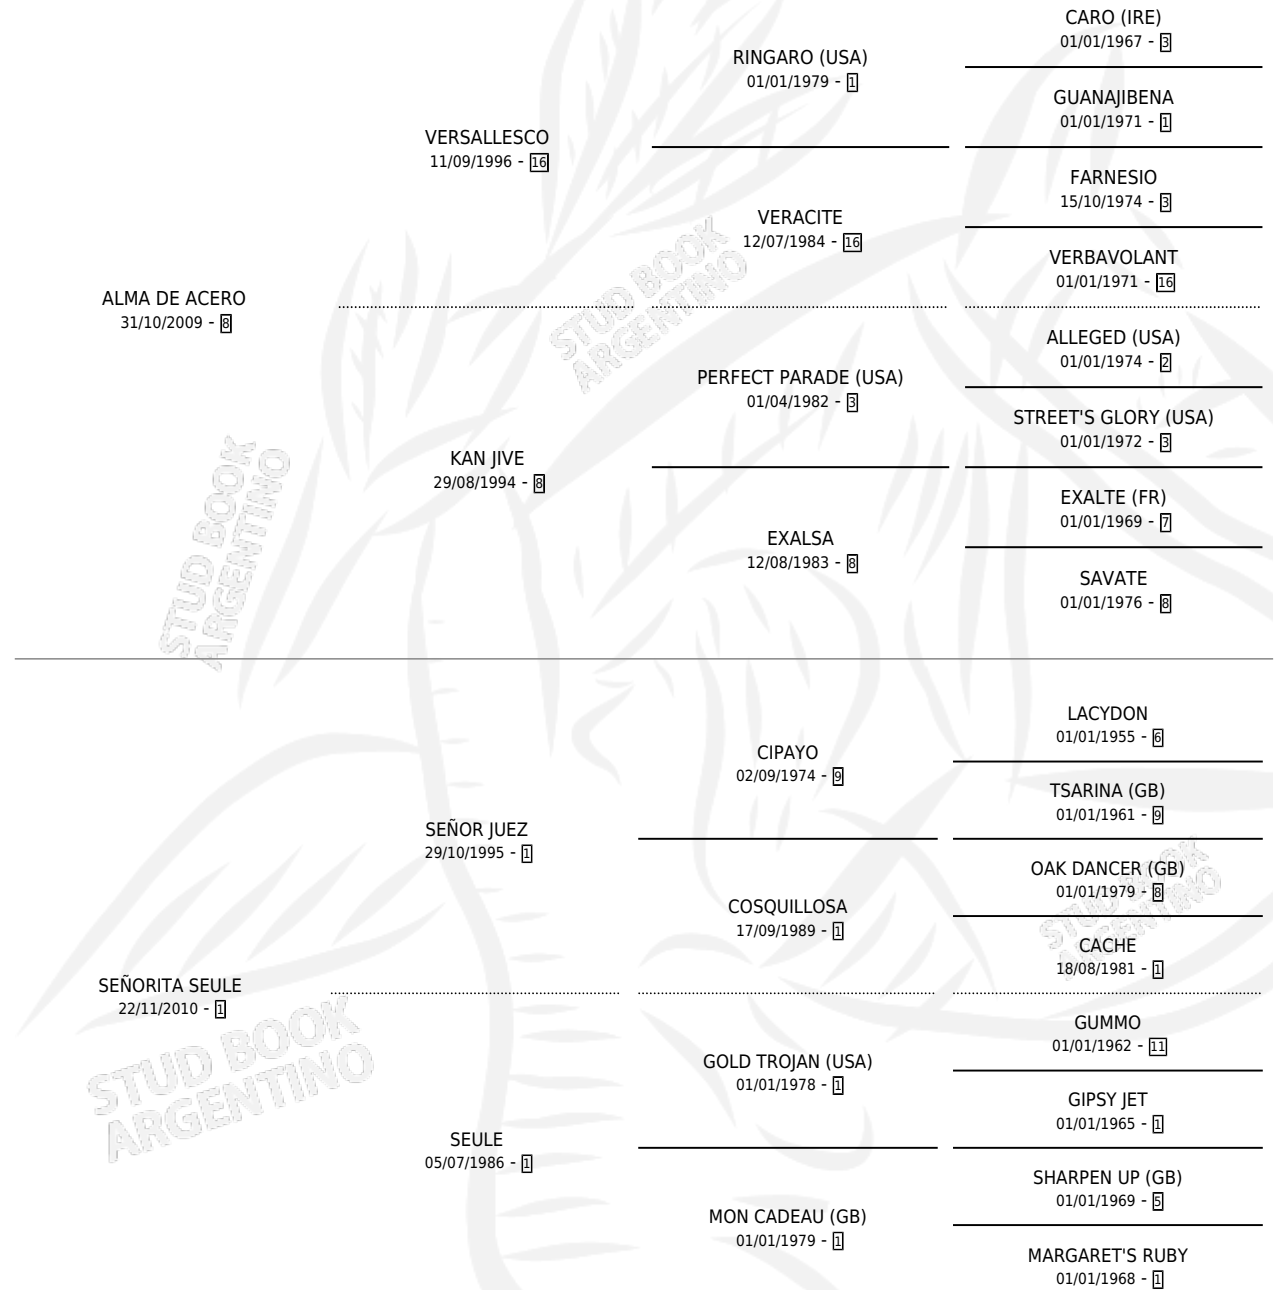 CARO (IRE)
01/01/1967 - 3
RINGARO (USA)
01/01/1979 - 1
GUANAJIBENA
01/01/1971 - 1
VERSALLESCO
11/09/1996 - 16
FARNESIO
15/10/1974 - 3
VERACITE
12/07/1984 - 16
VERBAVOLANT
01/01/1971 - 16
ALMA DE ACERO
31/10/2009 - 8
ALLEGED (USA)
01/01/1974 - 2
PERFECT PARADE (USA)
01/04/1982 - 3
STREET'S GLORY (USA)
01/01/1972 - 3
KAN JIVE
29/08/1994 - 8
EXALTE (FR)
01/01/1969 - 7
EXALSA
12/08/1983 - 8
SAVATE
01/01/1976 - 8
STUD BOOK
ARGENTINO
STUD BOOK
ARGENTINO
LACYDON
01/01/1955 - 6
CIPAYO
02/09/1974 - 9
TSARINA (GB)
01/01/1961 - 9
SEÑOR JUEZ
29/10/1995 - 1
OAK DANCER (GB)
01/01/1979 - 8
COSQUILLOSA
17/09/1989 - 1
CACHE
18/08/1981 - 1
SEÑORITA SEULE
22/11/2010 - 1
GUMMO
01/01/1962 - 11
GOLD TROJAN (USA)
01/01/1978 - 1
GIPSY JET
01/01/1965 - 1
SEULE
05/07/1986 - 1
SHARPEN UP (GB)
01/01/1969 - 5
MON CADEAU (GB)
01/01/1979 - 1
MARGARET'S RUBY
01/01/1968 - 1
STUD BOOK
ARGENTINO
STUD BOOK
ARGENTINO